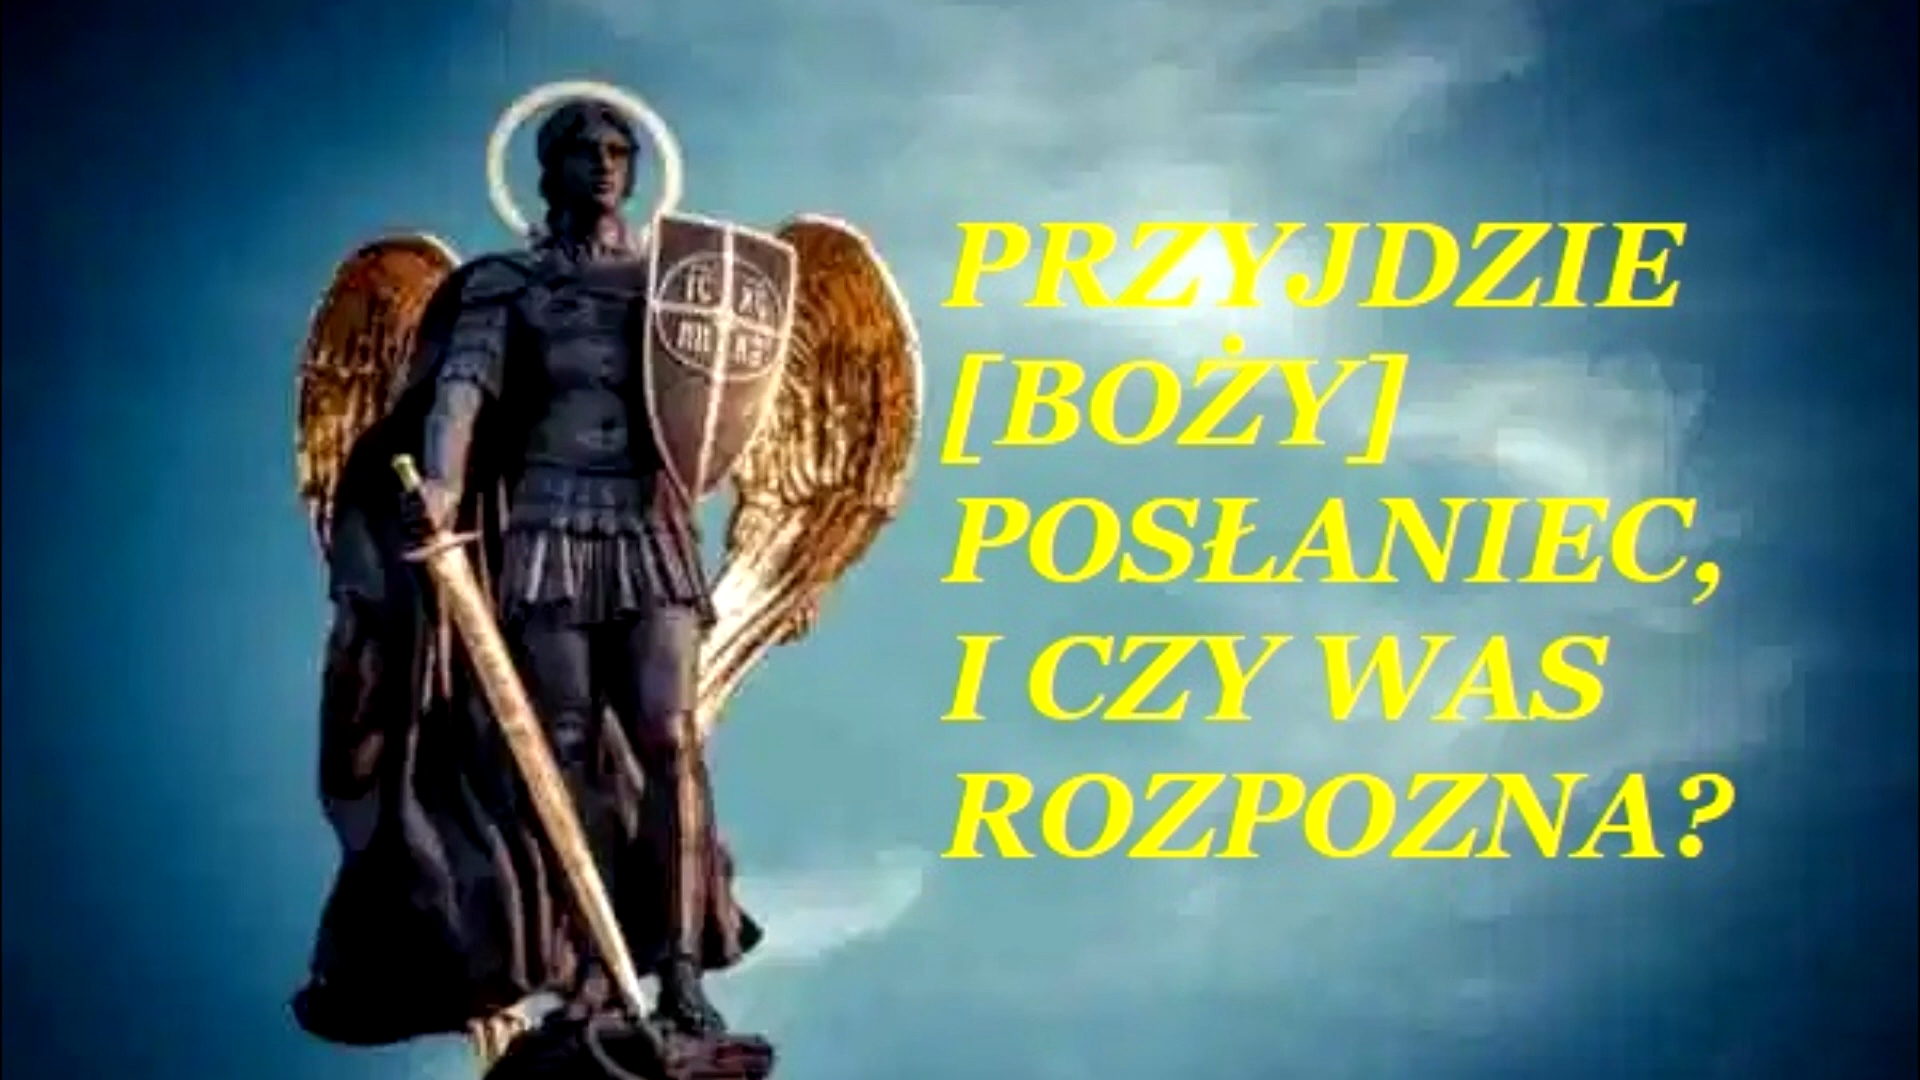 PRZYJDZIE
[BOŻY]
POSŁANIEC,
I CZY WAS
ROZPOZNA?